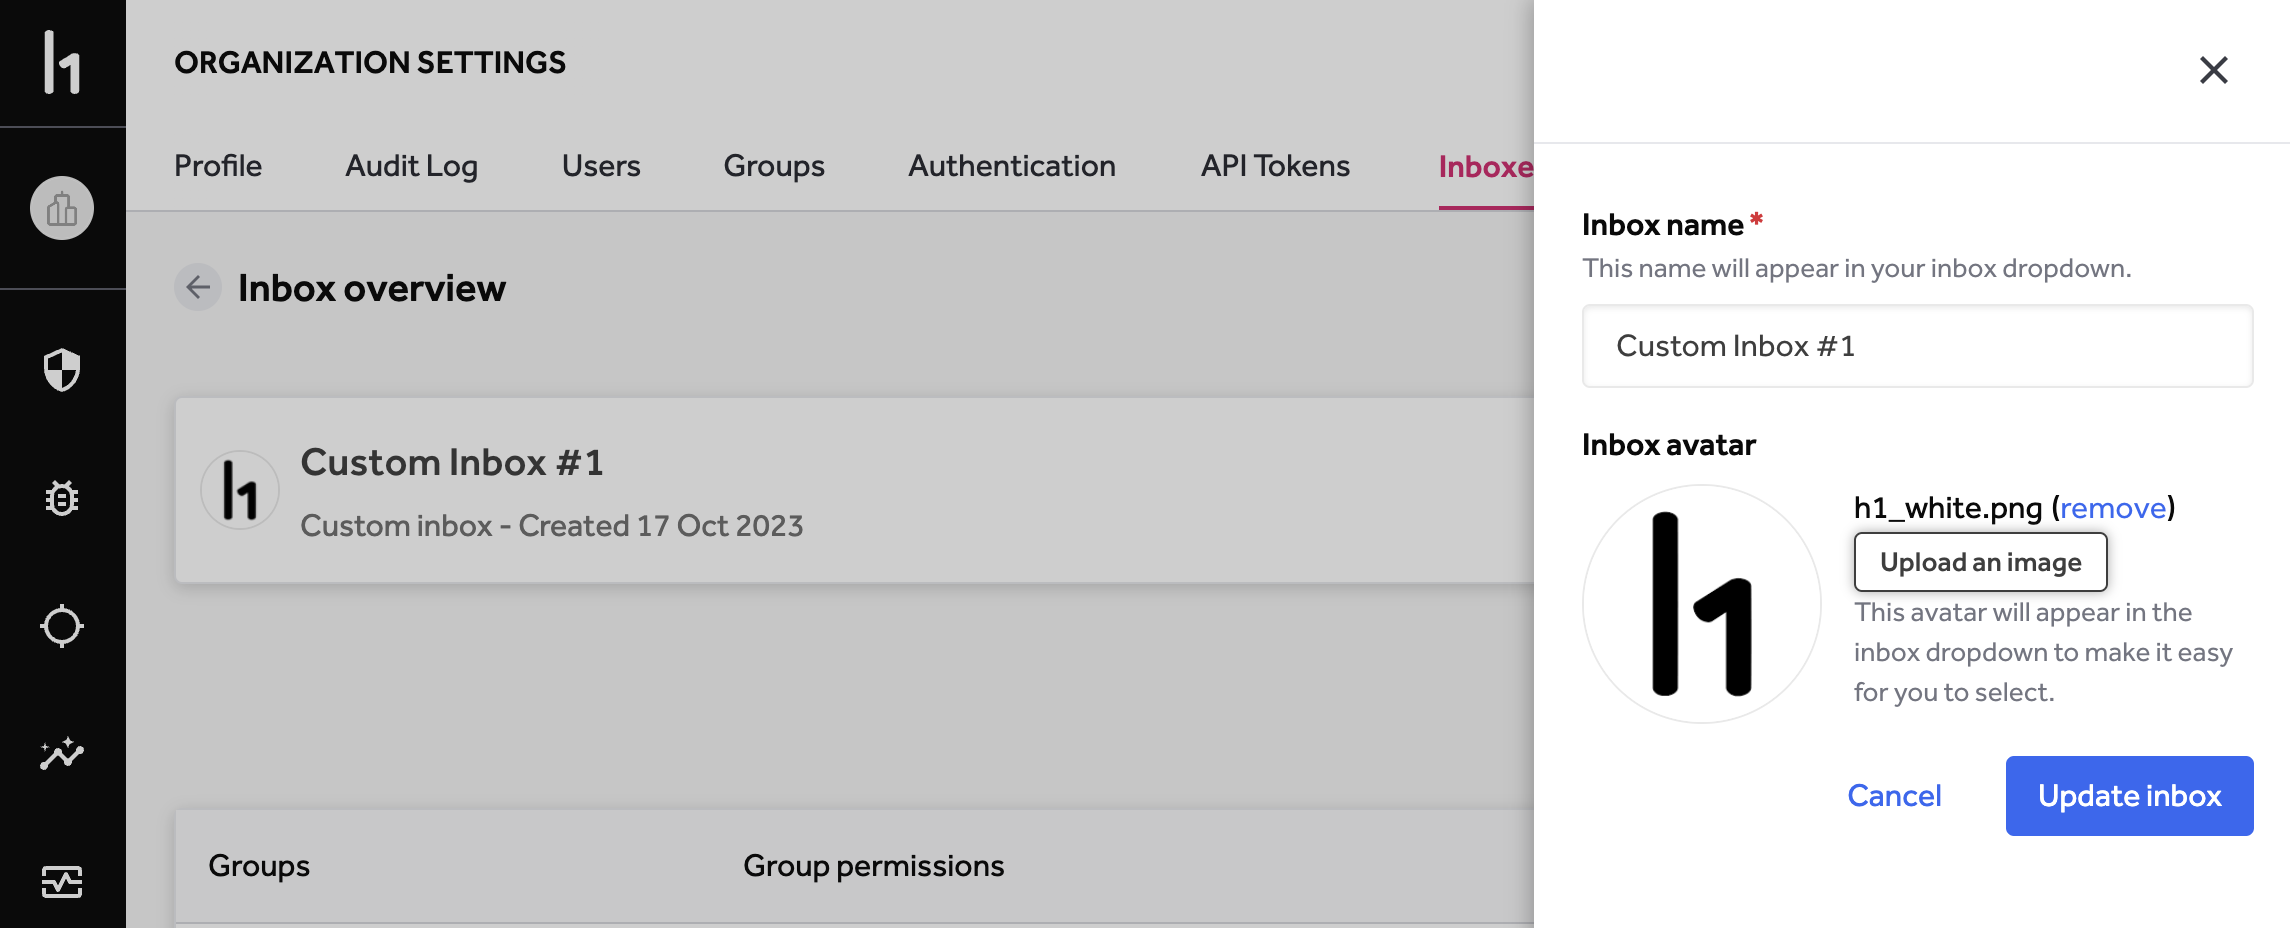 h1
ORGANIZATION SETTINGS
Profile Audit Log Users Groups Authentication API Tokens Inboxe
Inbox overview
h1
Custom Inbox #1
Custom inbox - Created 17 Oct 2023
Groups Group permissions
Inbox name *
This name will appear in your inbox dropdown.
Custom Inbox #1
Inbox avatar
h1
h1_white.png (remove)
Upload an image
This avatar will appear in the
inbox dropdown to make it easy
for you to select.
Cancel Update inbox